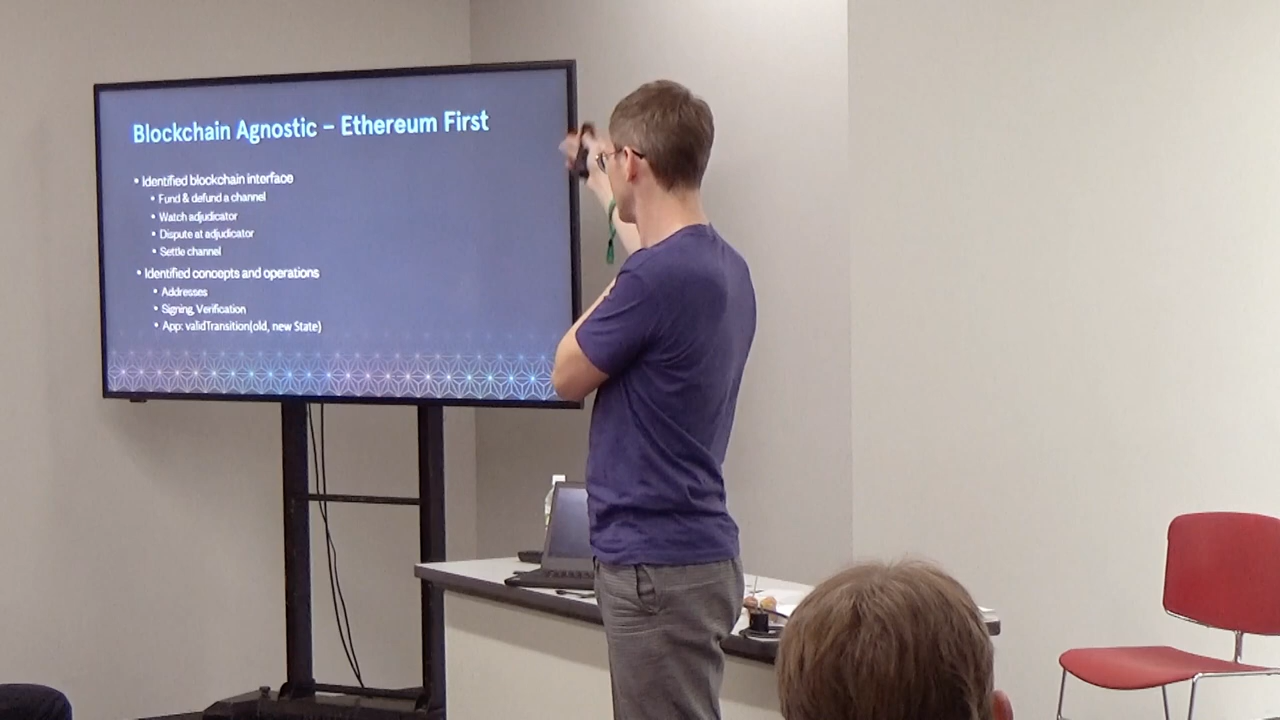 Blockchain Agnostic – Ethereum First
• Identified blockchain interface
• Fund & defund a channel
• Watch adjudicator
• Dispute at adjudicator
• Settle channel
• Identified concepts and operations
• Addresses
• Signing, Verification
• App: validTransition(old, new State)